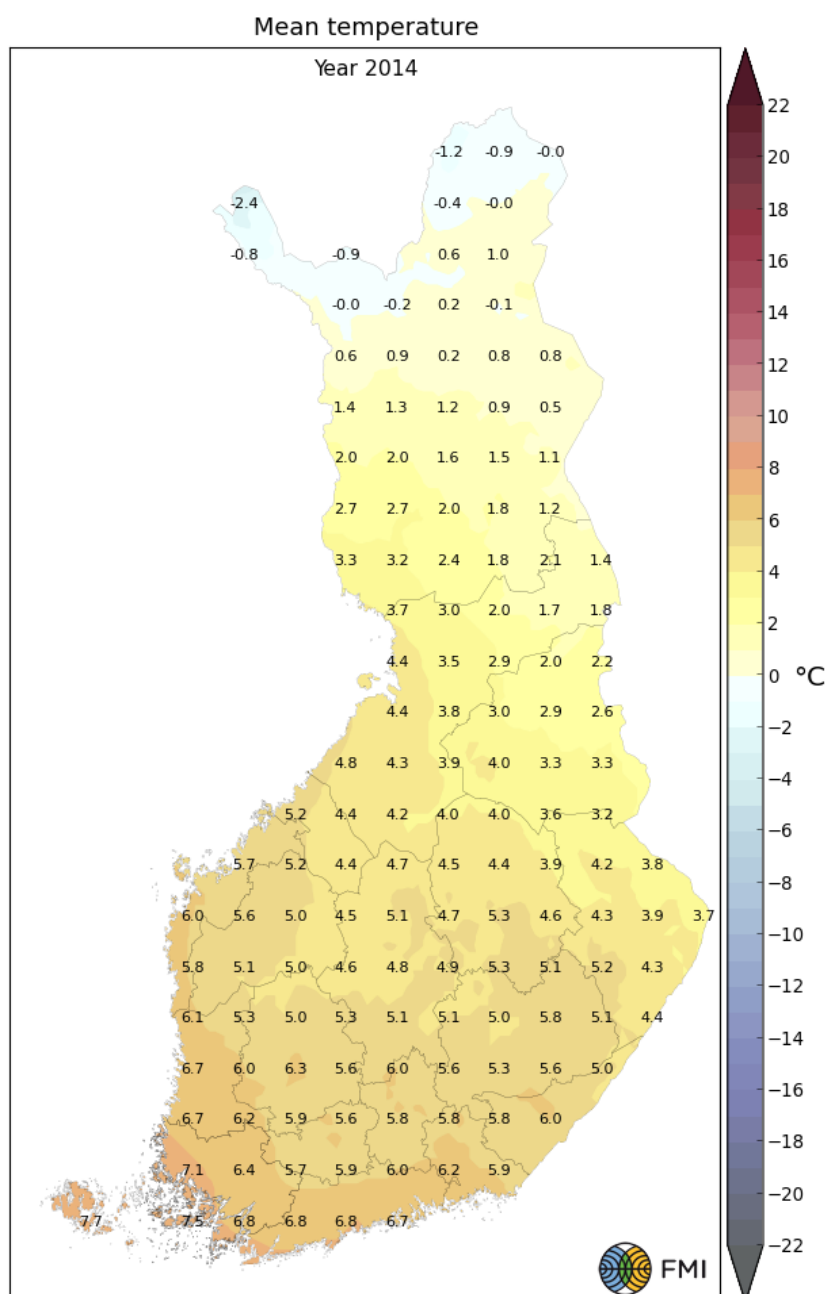 Mean temperature
Year 2014
-1.2 -0.9 -0.0
-2.4 -0.4 -0.0
-0.8 -0.9 0.6 1.0
-0.0 -0.2 0.2 -0.1
0.6 0.9 0.2 0.8 0.8
1.4 1.3 1.2 0.9 0.5
2.0 2.0 1.6 1.5 1.1
2.7 2.7 2.0 1.8 1.2
3.3 3.2 2.4 1.8 2.1 1.4
3.7 3.0 2.0 1.7 1.8
4.4 3.5 2.9 2.0 2.2
4.4 3.8 3.0 2.9 2.6
4.8 4.3 3.9 4.0 3.3 3.3
5.2 4.4 4.2 4.0 4.0 3.6 3.2
5.7 5.2 4.4 4.7 4.5 4.4 3.9 4.2 3.8
6.0 5.6 5.0 4.5 5.1 4.7 5.3 4.6 4.3 3.9 3.7
5.8 5.1 5.0 4.6 4.8 4.9 5.3 5.1 5.2 4.3
6.1 5.3 5.0 5.3 5.1 5.1 5.0 5.8 5.1 4.4
6.7 6.0 6.3 5.6 6.0 5.6 5.3 5.6 5.0
6.7 6.2 5.9 5.6 5.8 5.8 5.8 6.0
7.1 6.4 5.7 5.9 6.0 6.2 5.9
7.7 7.5 6.8 6.8 6.8 6.7
FMI
22
20
18
16
14
12
10
8
6
4
2
0
−2
−4
−6
−8
−10
−12
−14
−16
−18
−20
−22
°C